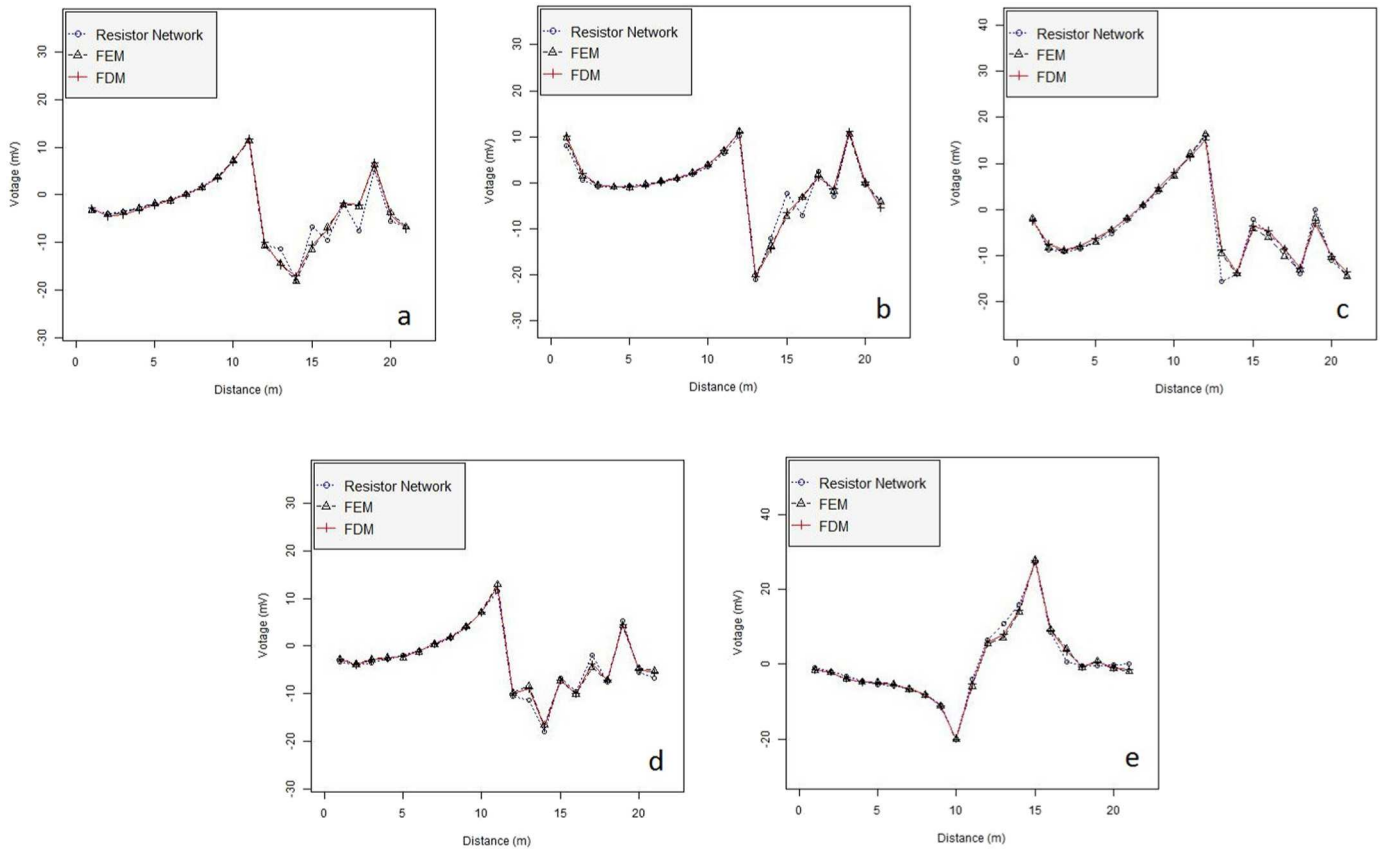 Resistor Network
FEM
FDM
Votage (mV)
30
20
10
0
-10
-20
-30
0 5 10 15 20
Distance (m)
a
Resistor Network
FEM
FDM
Votage (mV)
30
20
10
0
-10
-20
-30
0 5 10 15 20
Distance (m)
b
Resistor Network
FEM
FDM
Votage (mV)
40
30
20
10
0
-10
-20
0 5 10 15 20
Distance (m)
c
Resistor Network
FEM
FDM
Votage (mV)
30
20
10
0
-10
-20
-30
0 5 10 15 20
Distance (m)
d
Resistor Network
FEM
FDM
Votage (mV)
40
20
0
-20
0 5 10 15 20
Distance (m)
e